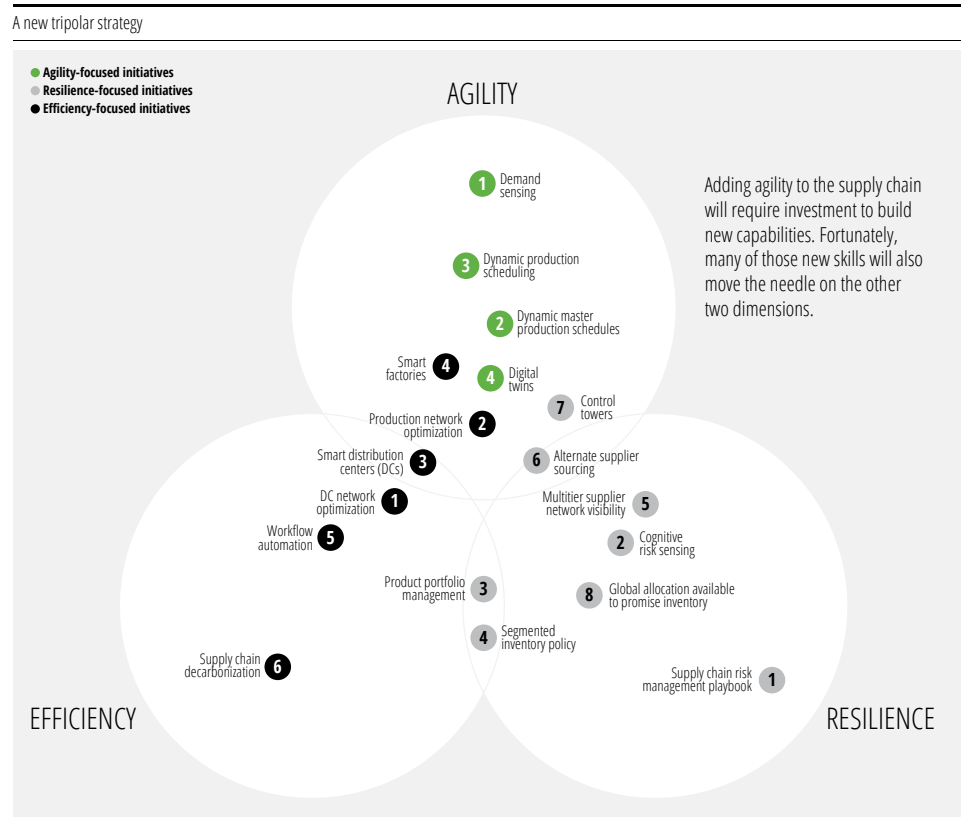 A new tripolar strategy
Agility-focused initiatives
Resilience-focused initiatives
Efficiency-focused initiatives
AGILITY
Adding agility to the supply chain
will require investment to build
new capabilities. Fortunately,
many of those new skills will also
move the needle on the other
two dimensions.
1 Demand
sensing
3 Dynamic production
scheduling
2 Dynamic master
production schedules
Smart
factories 4
4 Digital
twins
7 Control
towers
Production network
optimization 2
Smart distribution
centers (DCs) 3
6 Alternate supplier
sourcing
DC network
optimization 1
Multitier supplier
network visibility 5
Workflow
automation 5
2 Cognitive
risk sensing
Product portfolio
management 3
8 Global allocation available
to promise inventory
4 Segmented
inventory policy
Supply chain
decarbonization 6
Supply chain risk
management playbook 1
EFFICIENCY
RESILIENCE